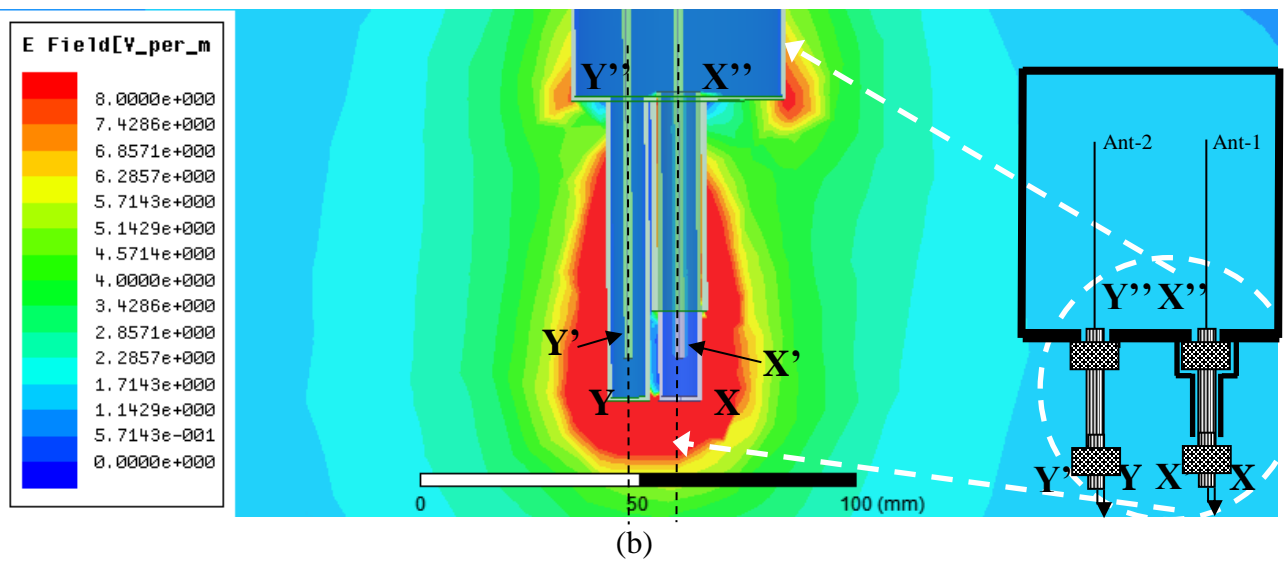 E Field[V_per_m
8.0000e+000
7.4286e+000
6.8571e+000
6.2857e+000
5.7143e+000
5.1429e+000
4.5714e+000
4.0000e+000
3.4286e+000
2.8571e+000
2.2857e+000
1.7143e+000
1.1429e+000
5.7143e-001
0.0000e+000
Y’’ X’’
Y’ X’
Y X
0 50 100 (mm)
Ant-2 Ant-1
Y’’ X’’
Y’ Y X X
(b)